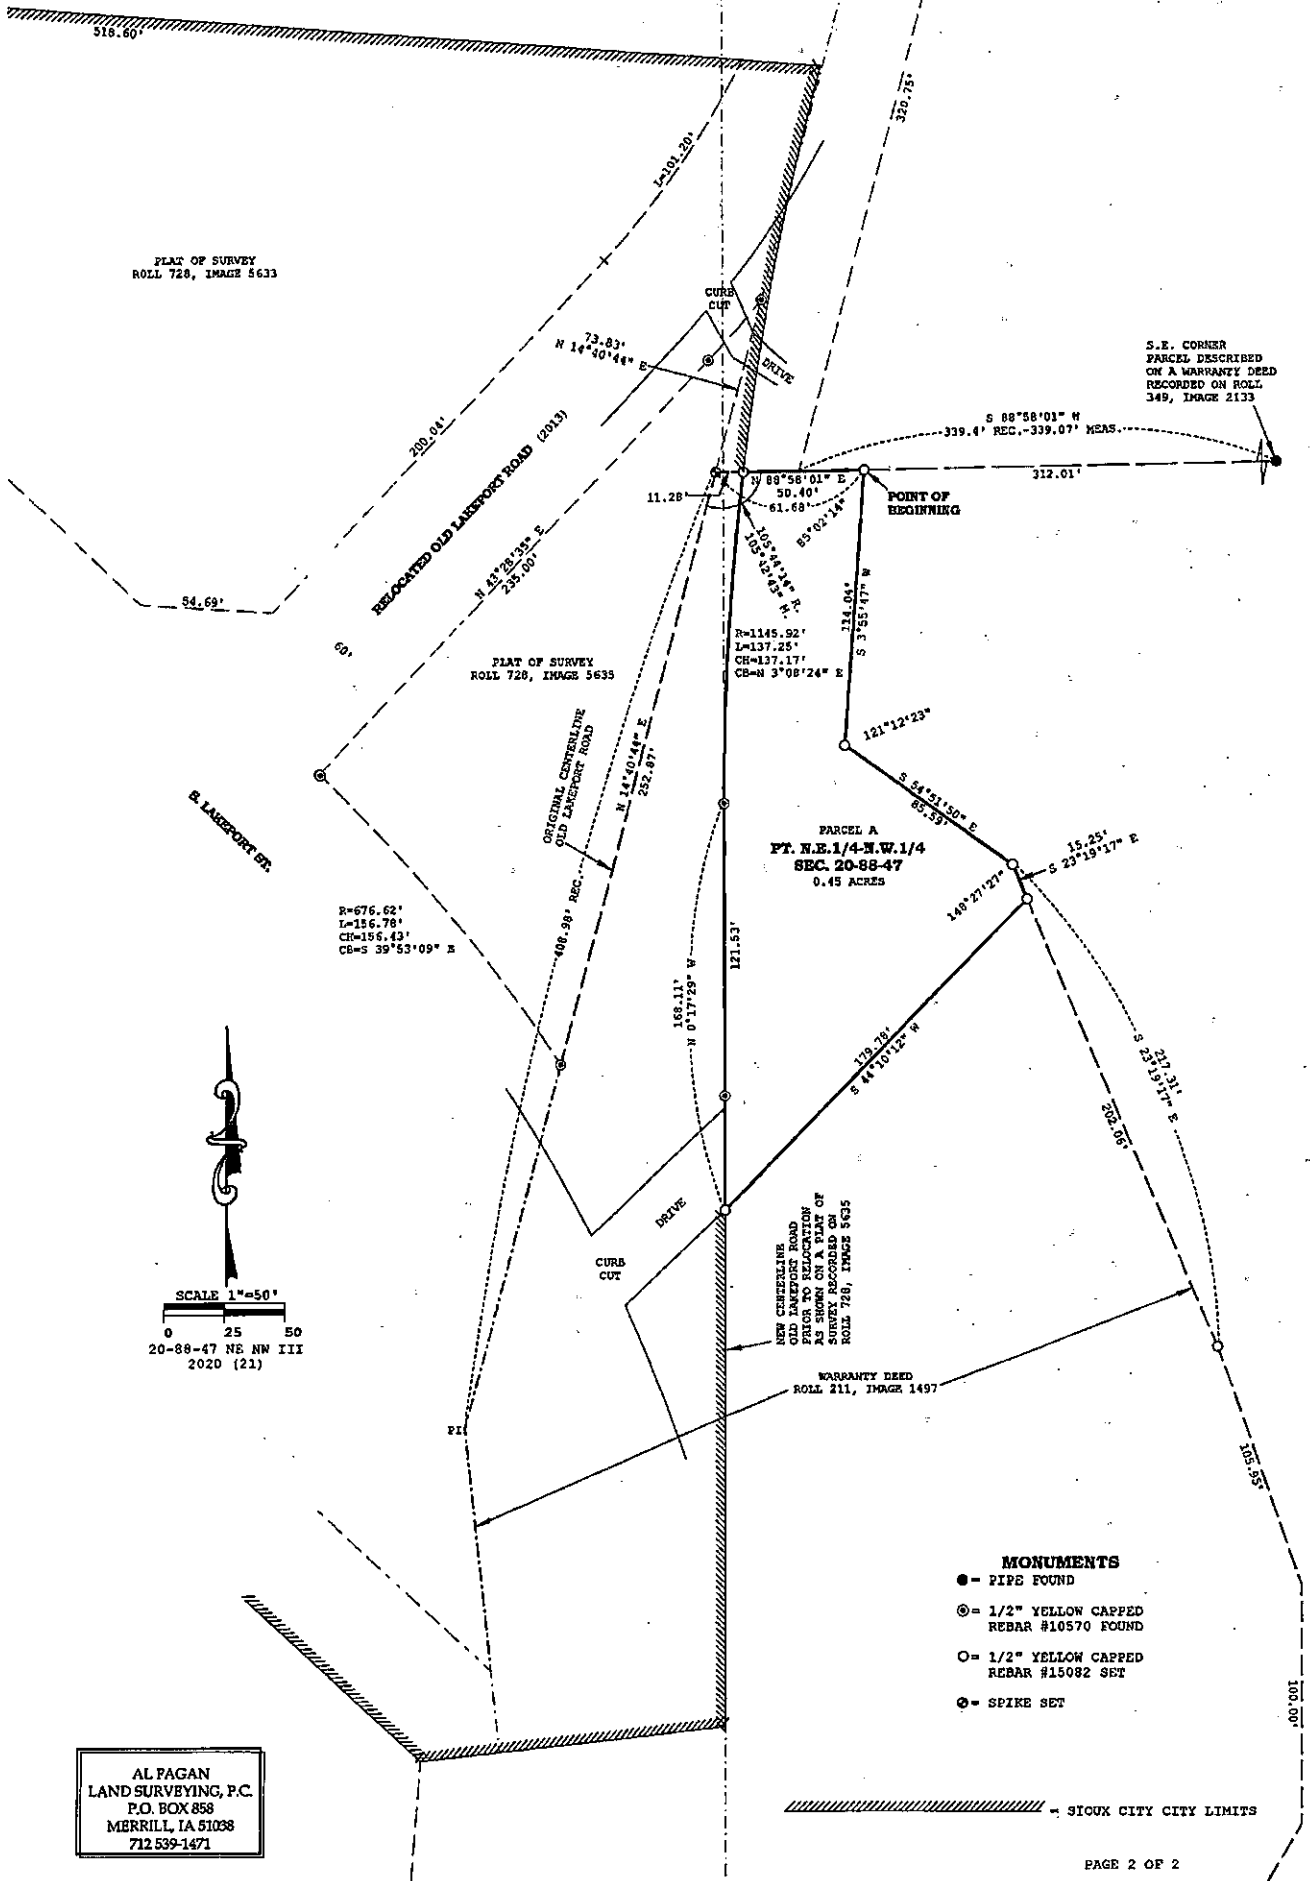 518.60'
320.75'
L=101.20'
PLAT OF SURVEY
ROLL 728, IMAGE 5633
CURB
CUT
73.83'
N 14°40'44" E
DRIVE
S.E. CORNER
PARCEL DESCRIBED
ON A WARRANTY DEED
RECORDED ON ROLL
349, IMAGE 2133
S 88°58'01" W
339.4' REC.-339.07' MEAS.
200.04'
RELOCATED OLD LAKEPORT ROAD (2013)
N 88°58'01" E
50.40'
61.68'
11.28'
312.01'
POINT OF
BEGINNING
85°02'14"
105°44'14" R.
105°42'43" M.
N 43°28'35" E
235.00'
54.69'
60'
114.04'
S 3°55'47" W
R=1145.92'
L=137.25'
CH=137.17'
CB=N 3°08'24" E
PLAT OF SURVEY
ROLL 728, IMAGE 5635
121°12'23"
ORIGINAL CENTERLINE
OLD LAKEPORT ROAD
N 14°40'44" E
252.87'
S 54°51'50" E
85.59'
S. LAKEPORT ST.
PARCEL A
PT. N.E.1/4-N.W.1/4
SEC. 20-88-47
0.45 ACRES
15.25'
S 23°19'17" E
148°27'27"
R=676.62'
L=156.78'
CH=156.43'
CB=S 39°53'09" E
408.98' REC.
121.53'
168.11'
N 0°17'29" W
179.78'
S 44°10'12" W
217.31'
S 23°19'17" E
202.06'
DRIVE
CURB
CUT
NEW CENTERLINE
OLD LAKEPORT ROAD
PRIOR TO RELOCATION
AS SHOWN ON A PLAT OF
SURVEY RECORDED ON
ROLL 728, IMAGE 5635
SCALE 1"=50'
0 25 50
20-88-47 NE NW III
2020 (21)
WARRANTY DEED
ROLL 211, IMAGE 1497
PI
105.95'
MONUMENTS
= PIPE FOUND
= 1/2" YELLOW CAPPED
REBAR #10570 FOUND
= 1/2" YELLOW CAPPED
REBAR #15082 SET
= SPIKE SET
100.00'
AL FAGAN
LAND SURVEYING, P.C.
P.O. BOX 858
MERRILL, IA 51038
712 539-1471
= SIOUX CITY CITY LIMITS
PAGE 2 OF 2